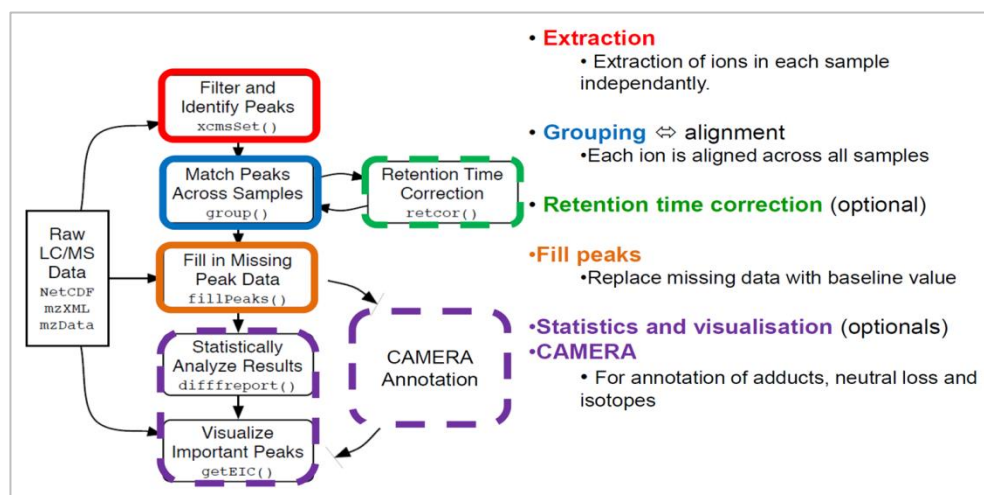 Filter and
Identify Peaks
xcmsSet()
Match Peaks
Across Samples
group()
Retention Time
Correction
retcor()
Raw
LC/MS
Data
NetCDF
mzXML
mzData
Fill in Missing
Peak Data
fillPeaks()
Statistically
Analyze Results
diffreport()
CAMERA
Annotation
Visualize
Important Peaks
getEIC()
• Extraction
• Extraction of ions in each sample
independantly.
• Grouping ⇔ alignment
•Each ion is aligned across all samples
• Retention time correction (optional)
•Fill peaks
•Replace missing data with baseline value
•Statistics and visualisation (optionals)
•CAMERA
• For annotation of adducts, neutral loss and
isotopes